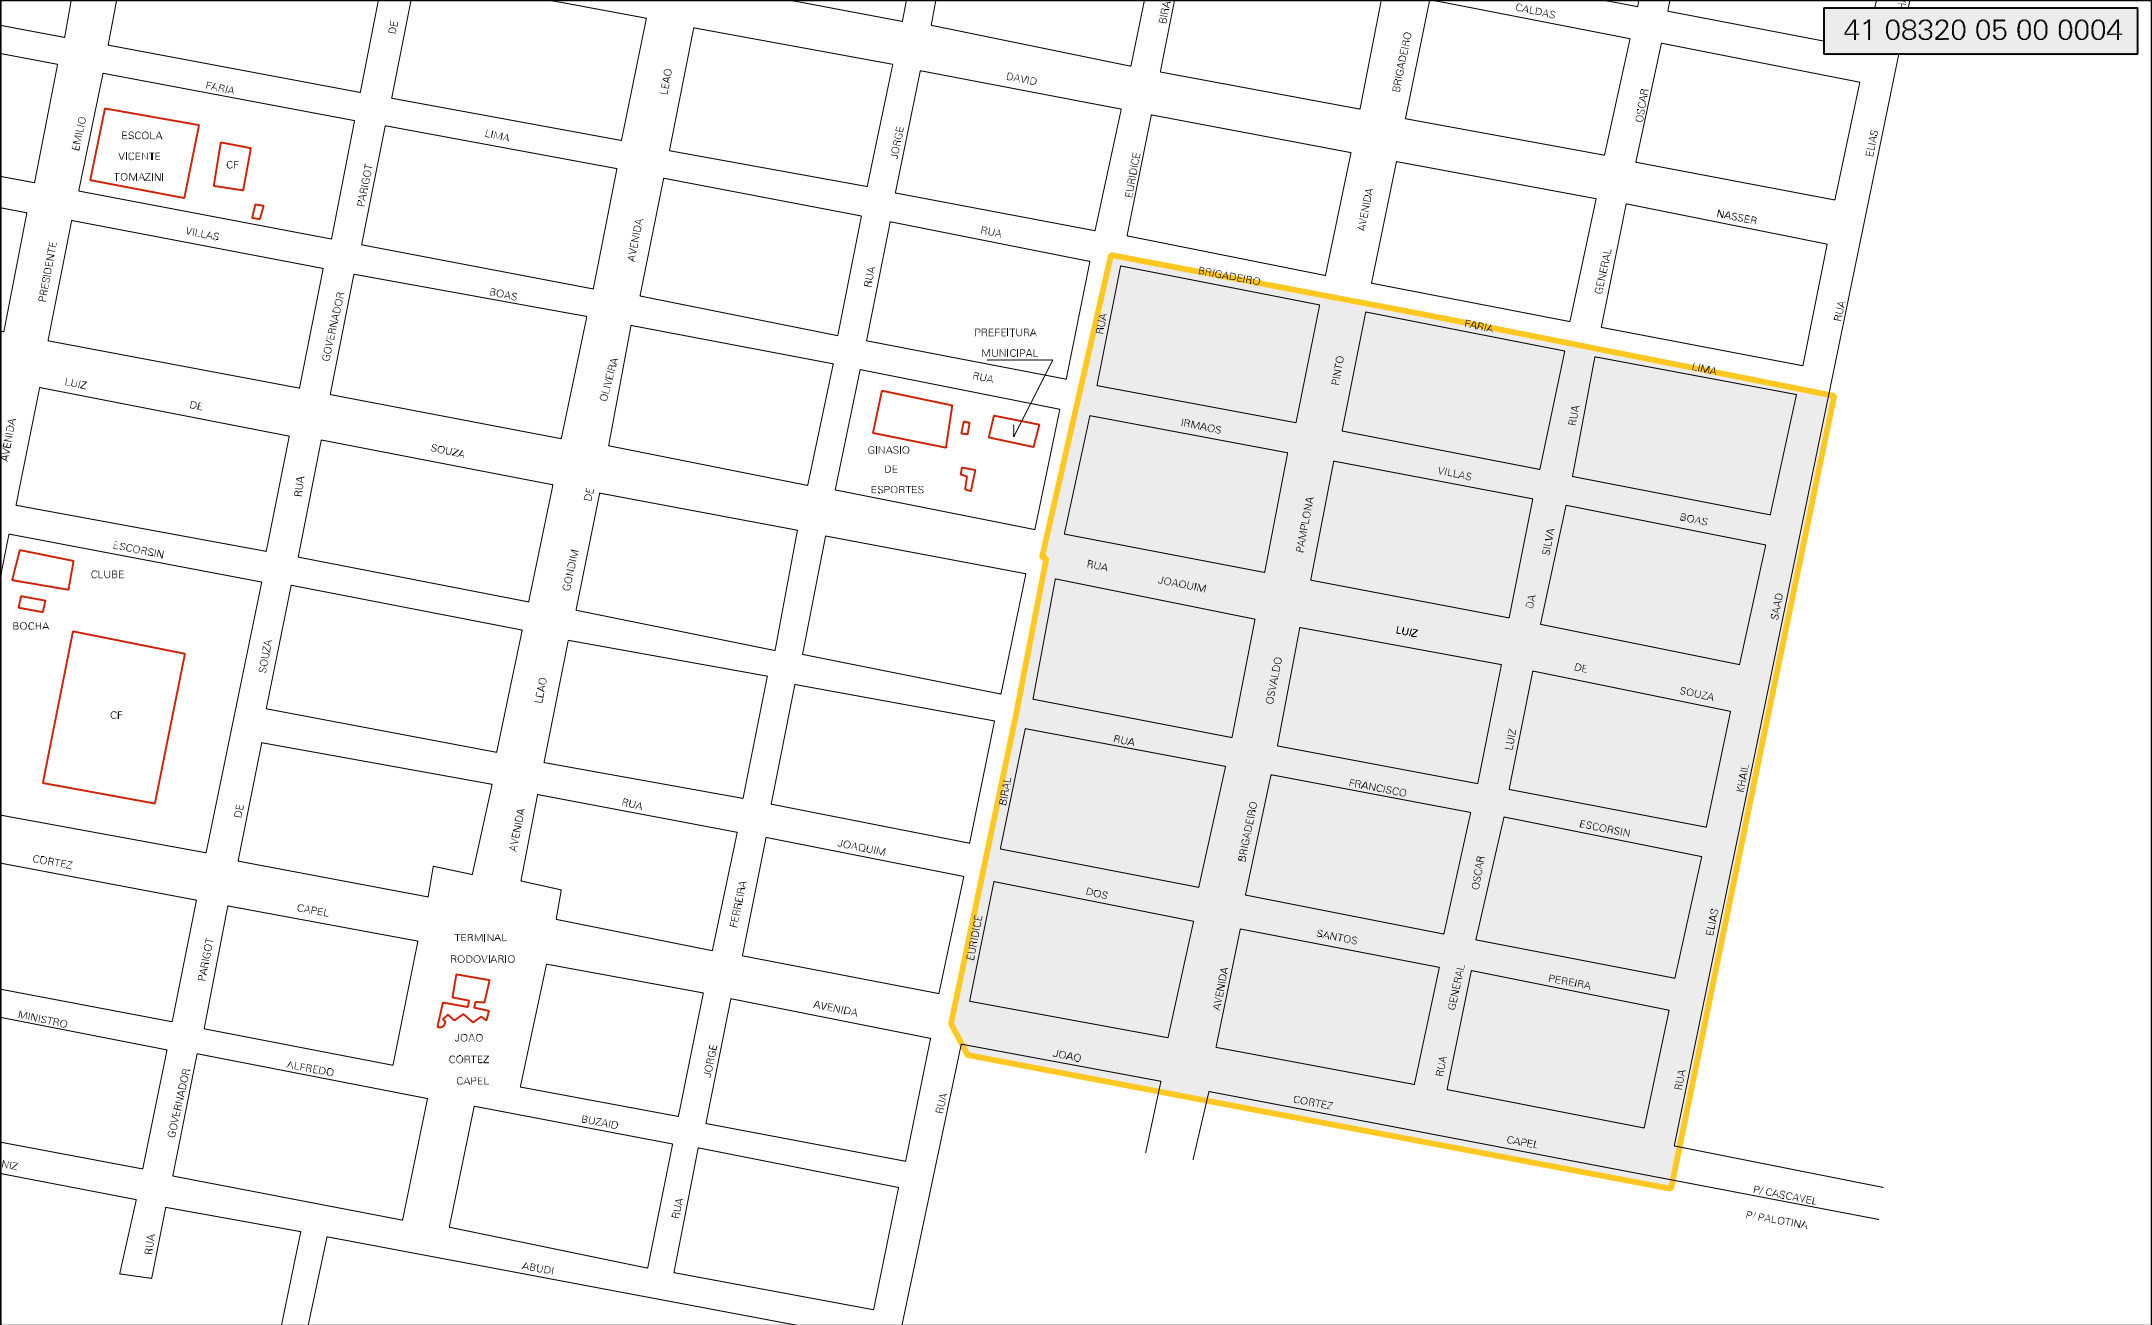 41 08320 05 00 0004
DE
BIRA
CALDAS
BRIGADEIRO
LEAO
DAVID
FARIA
OSCAR
ELIAS
EMILIO
ESCOLA
VICENTE
TOMAZINI
CF
LIMA
JORGE
PARIGOT
EURIDICE
AVENIDA
NASSER
VILLAS
AVENIDA
RUA
PRESIDENTE
RUA
GENERAL
BRIGADEIRO
BOAS
GOVERNADOR
RUA
FARIA
RUA
PREFEITURA
MUNICIPAL
PINTO
LIMA
RUA
OLIVEIRA
LUIZ
DE
RUA
IRMAOS
AVENIDA
SOUZA
GINASIO
DE
ESPORTES
VILLAS
RUA
DE
BOAS
PAMPLONA
SILVA
ESCORSIN
CLUBE
GONDIM
RUA
JOAQUIM
BOCHA
DA
SAAD
LUIZ
SOUZA
DE
SOUZA
OSVALDO
LEAO
CF
RUA
LUIZ
FRANCISCO
KHAIL
BIRAL
RUA
DE
AVENIDA
JOAQUIM
BRIGADEIRO
ESCORSIN
CORTEZ
OSCAR
DOS
FERREIRA
CAPEL
TERMINAL
RODOVIARIO
EURIDICE
SANTOS
ELIAS
PARIGOT
AVENIDA
GENERAL
PEREIRA
AVENIDA
MINISTRO
JOAO
CORTEZ
CAPEL
JORGE
JOAO
RUA
ALFREDO
RUA
GOVERNADOR
RUA
CORTEZ
BUZAID
CAPEL
NIZ
P/ CASCAVEL
P/ PALOTINA
RUA
RUA
ABUDI